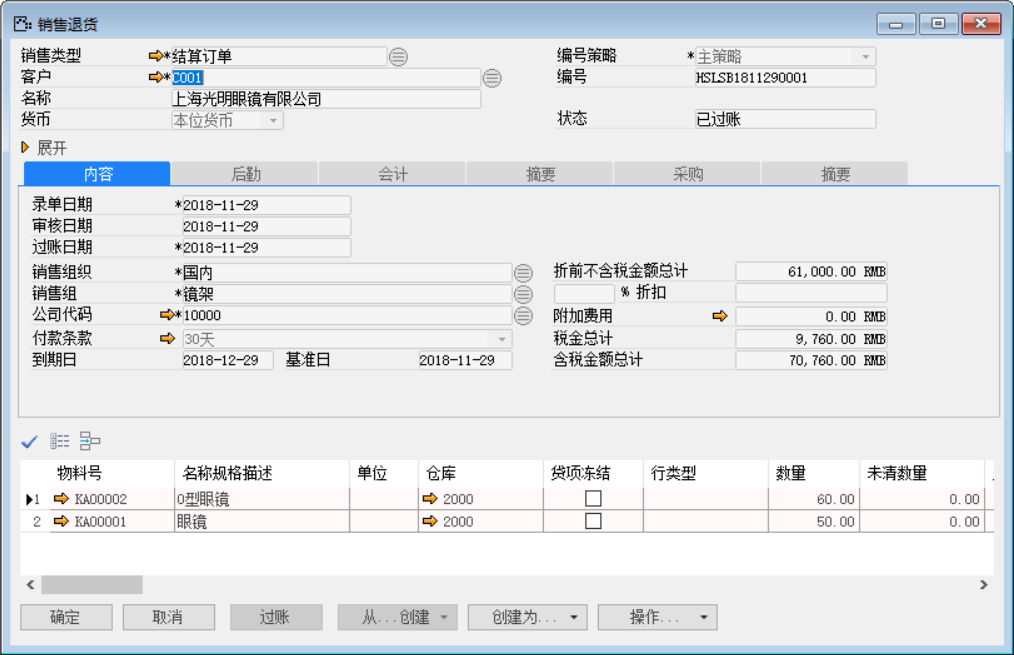 销售退货
销售类型 *结算订单 编号策略 *主策略
客户 *C001 编号 HSLSB1811290001
名称 上海光明眼镜有限公司
货币 本位货币 状态 已过账
展开
内容 后勤 会计 摘要 采购 摘要
录单日期 *2018-11-29
审核日期 2018-11-29
过账日期 *2018-11-29
销售组织 *国内 折前不含税金额总计 61,000.00 RMB
销售组 *镜架 % 折扣
公司代码 *10000 附加费用 0.00 RMB
付款条款 30天 税金总计 9,760.00 RMB
到期日 2018-12-29 基准日 2018-11-29 含税金额总计 70,760.00 RMB
物料号 名称规格描述 单位 仓库 贷项冻结 行类型 数量 未清数量
1 KA00002 O型眼镜 2000 60.00 0.00
2 KA00001 眼镜 2000 50.00 0.00
确定 取消 过账 从...创建 创建为... 操作...